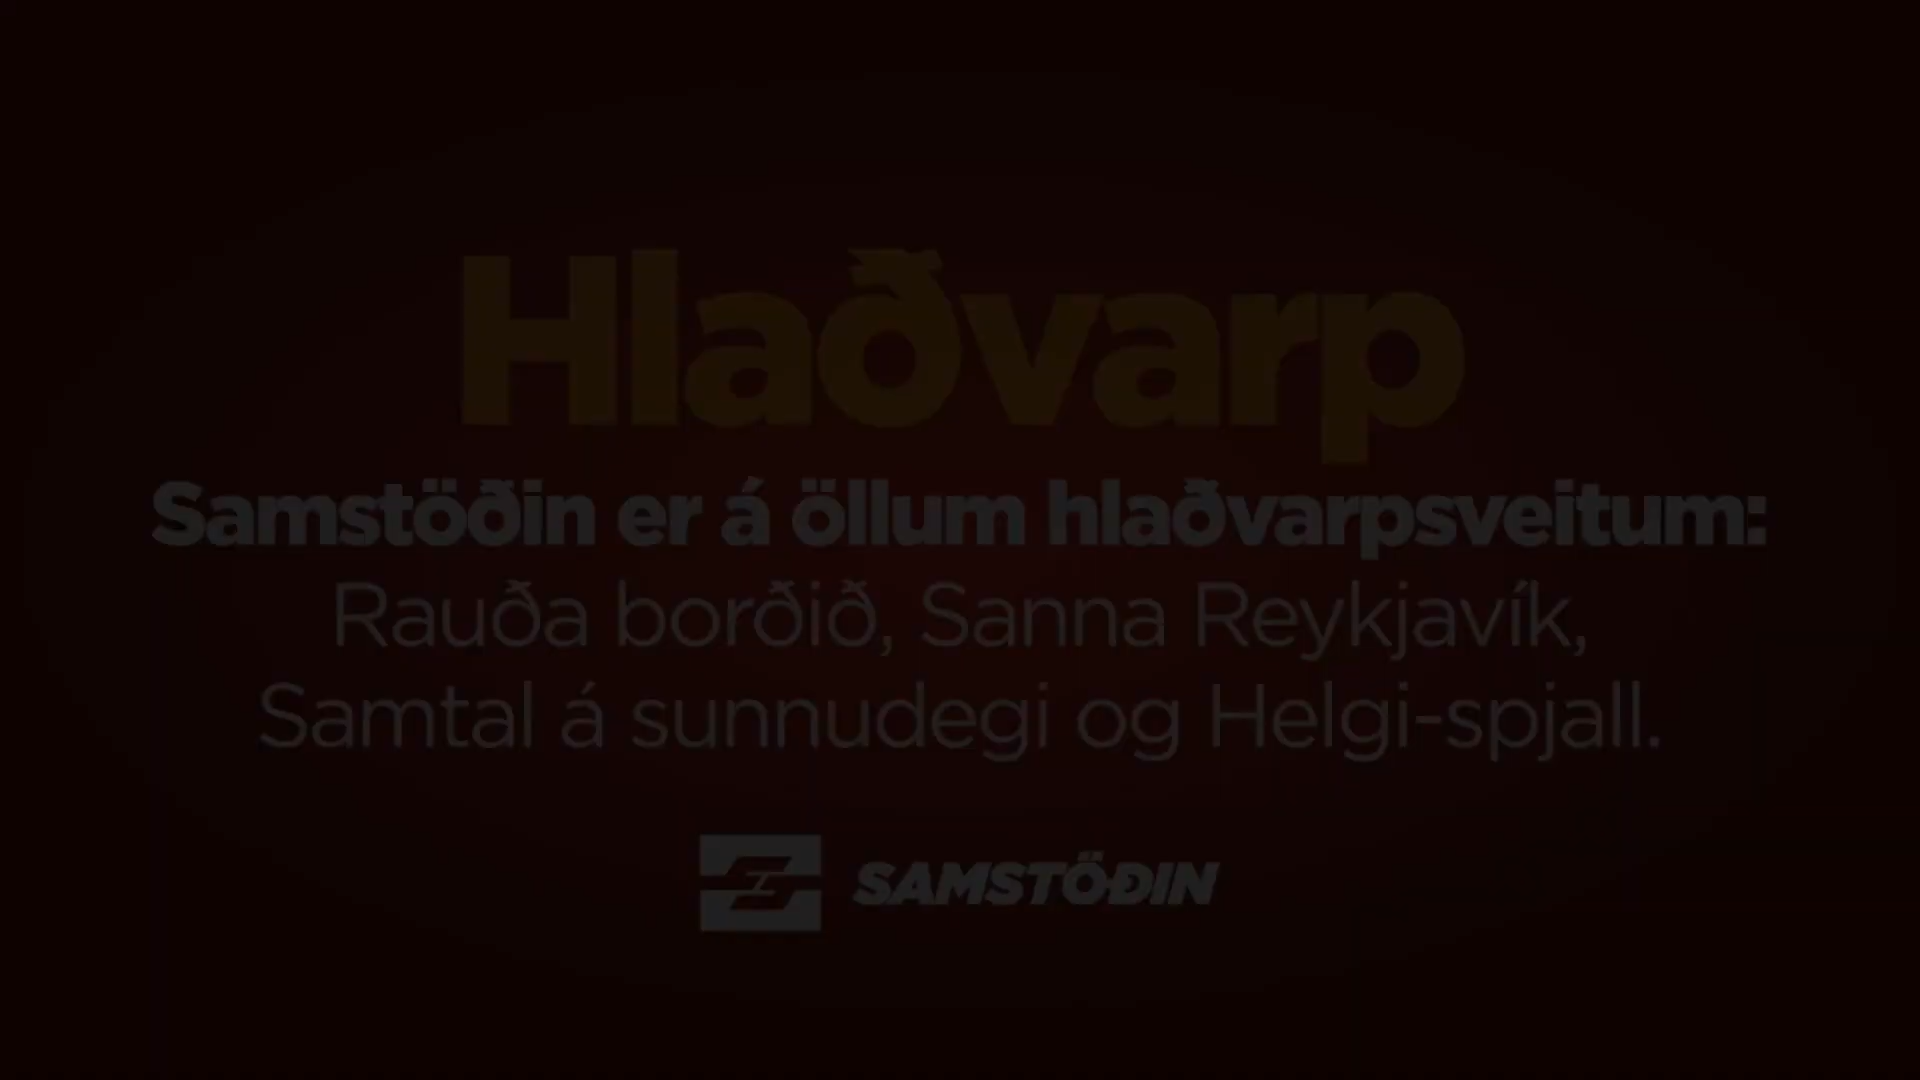 Hlaðvarp
Samstöðin er á öllum hlaðvarpsveitum:
Rauða borðið, Sanna Reykjavík,
Samtal á sunnudegi og Helgi-spjall.
SAMSTÖÐIN